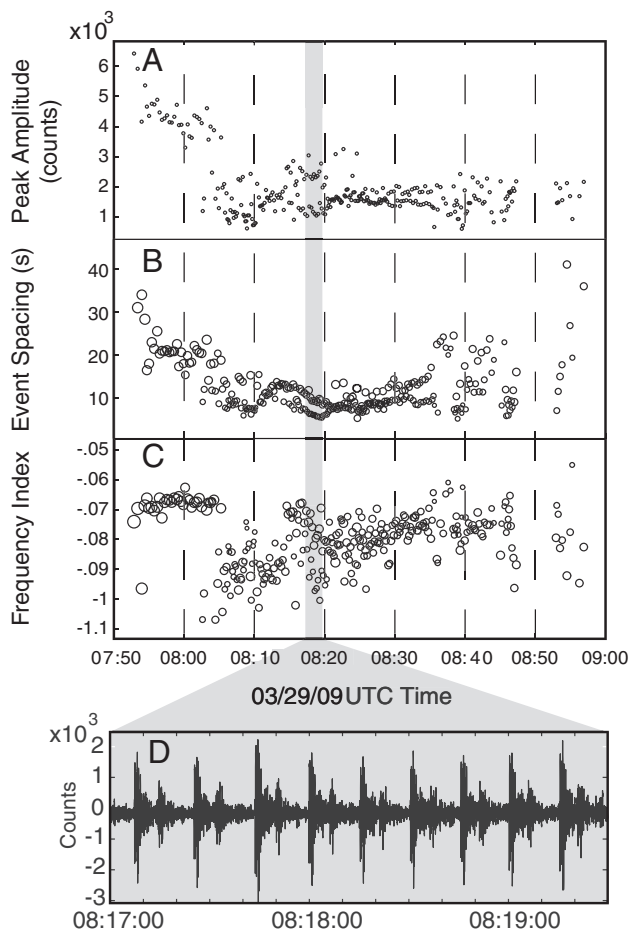 x10³
A
Peak Amplitude
(counts)
6
5
4
3
2
1
B
Event Spacing (s)
40
30
20
10
C
Frequency Index
-.05
-.06
-.07
-.08
-.09
-.1
-1.1
07:50 08:00 08:10 08:20 08:30 08:40 08:50 09:00
03/29/09 UTC Time
x10³
D
Counts
2
1
0
-1
-2
-3
08:17:00 08:18:00 08:19:00